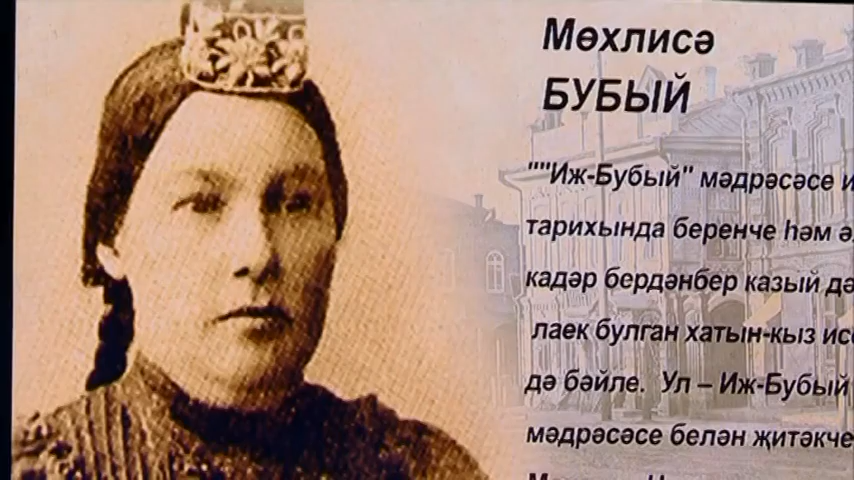 Мөхлисә
БУБЫЙ
""Иж-Бубый" мәдрәсәсе
тарихында беренче һәм
кадәр бердәнбер казый
лаек булган хатын-кыз
дә бәйле. Ул – Иж-Бубый
мәдрәсәсе белән